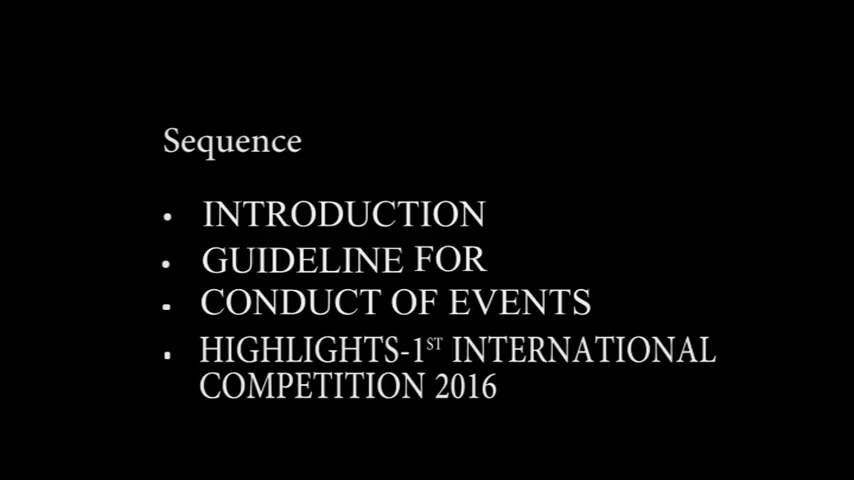 Sequence
• INTRODUCTION
• GUIDELINE FOR
• CONDUCT OF EVENTS
• HIGHLIGHTS-1ST INTERNATIONAL
COMPETITION 2016